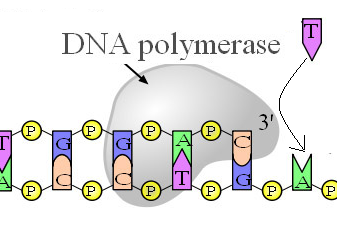 T
DNA polymerase
3'
P P P P
T G G A C
A C C T G A
P P P P P P